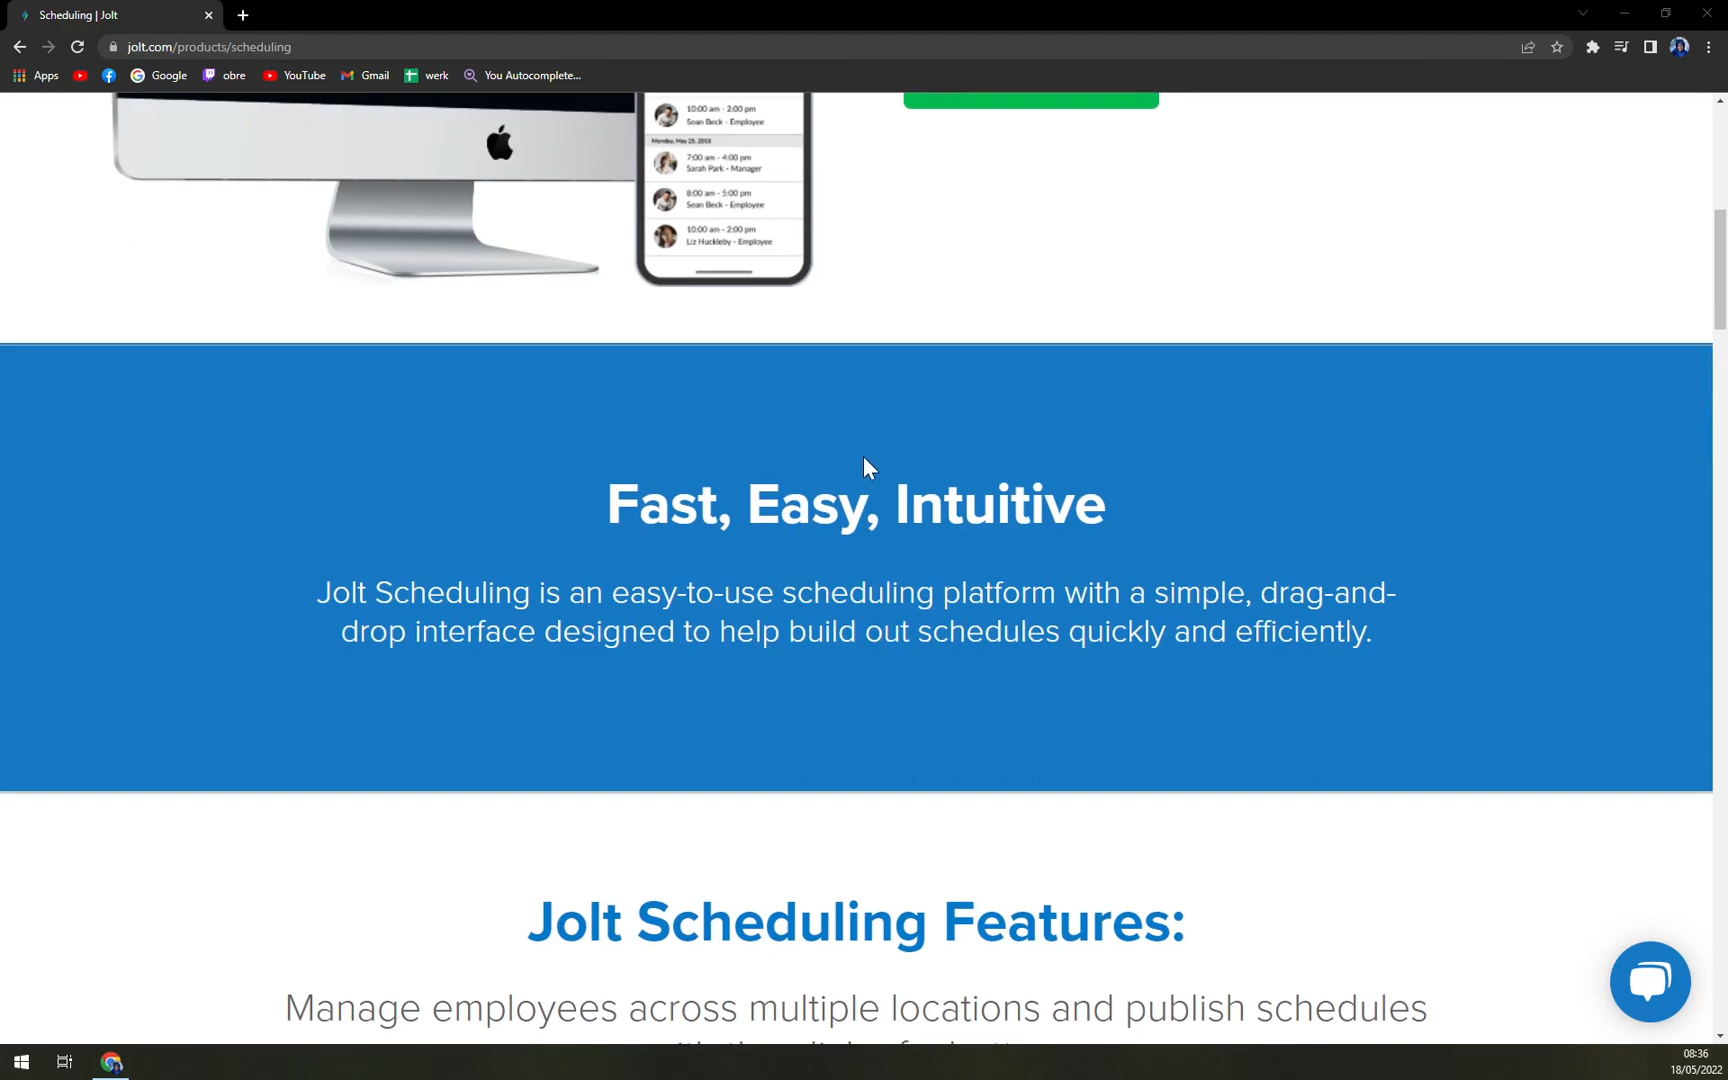 Scheduling | Jolt
jolt.com/products/scheduling
Apps Google obre YouTube Gmail werk You Autocomplete...
10:00 am - 2:00 pm
Sean Beck - Employee
Monday, May 25, 2018
7:00 am - 4:00 pm
Sarah Park - Manager
8:00 am - 5:00 pm
Sean Beck - Employee
10:00 am - 2:00 pm
Liz Huckleby - Employee
Fast, Easy, Intuitive
Jolt Scheduling is an easy-to-use scheduling platform with a simple, drag-and-
drop interface designed to help build out schedules quickly and efficiently.
Jolt Scheduling Features:
Manage employees across multiple locations and publish schedules
08:36
18/05/2022